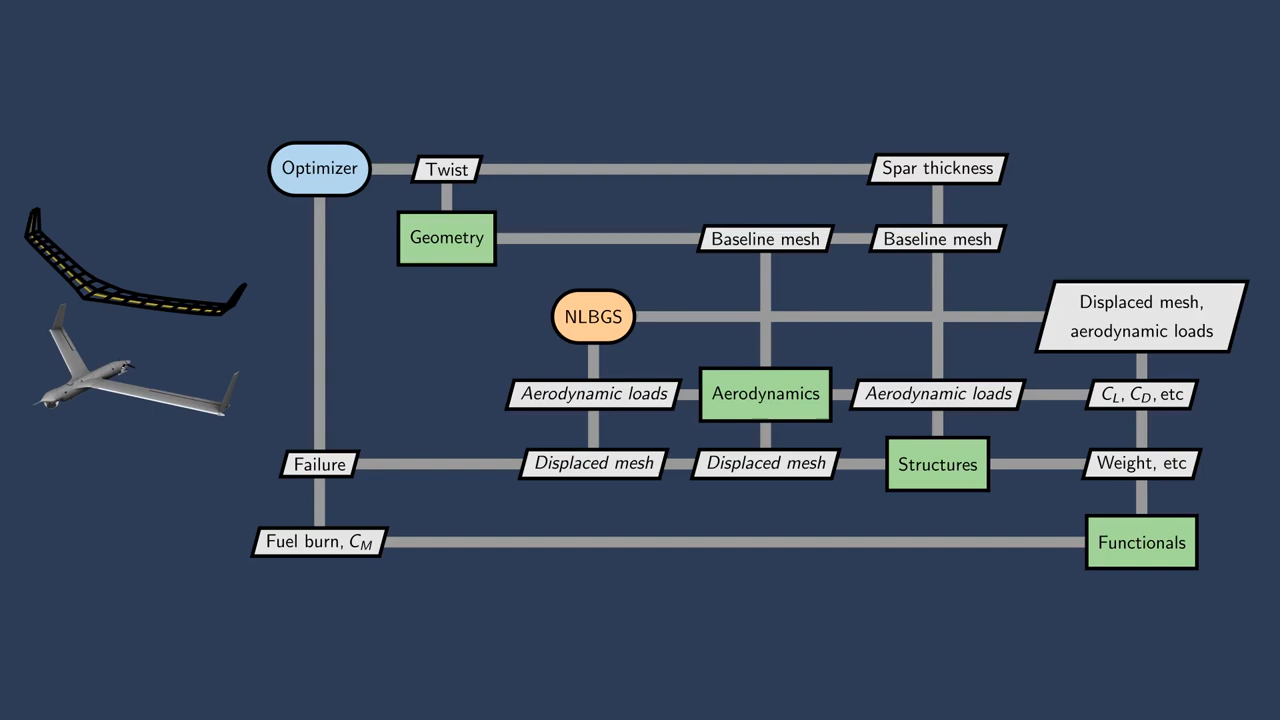 Optimizer
Twist
Spar thickness
Geometry
Baseline mesh
Baseline mesh
NLBGS
Displaced mesh,
aerodynamic loads
Aerodynamic loads
Aerodynamics
Aerodynamic loads
C_L, C_D, etc
Failure
Displaced mesh
Displaced mesh
Structures
Weight, etc
Fuel burn, C_M
Functionals